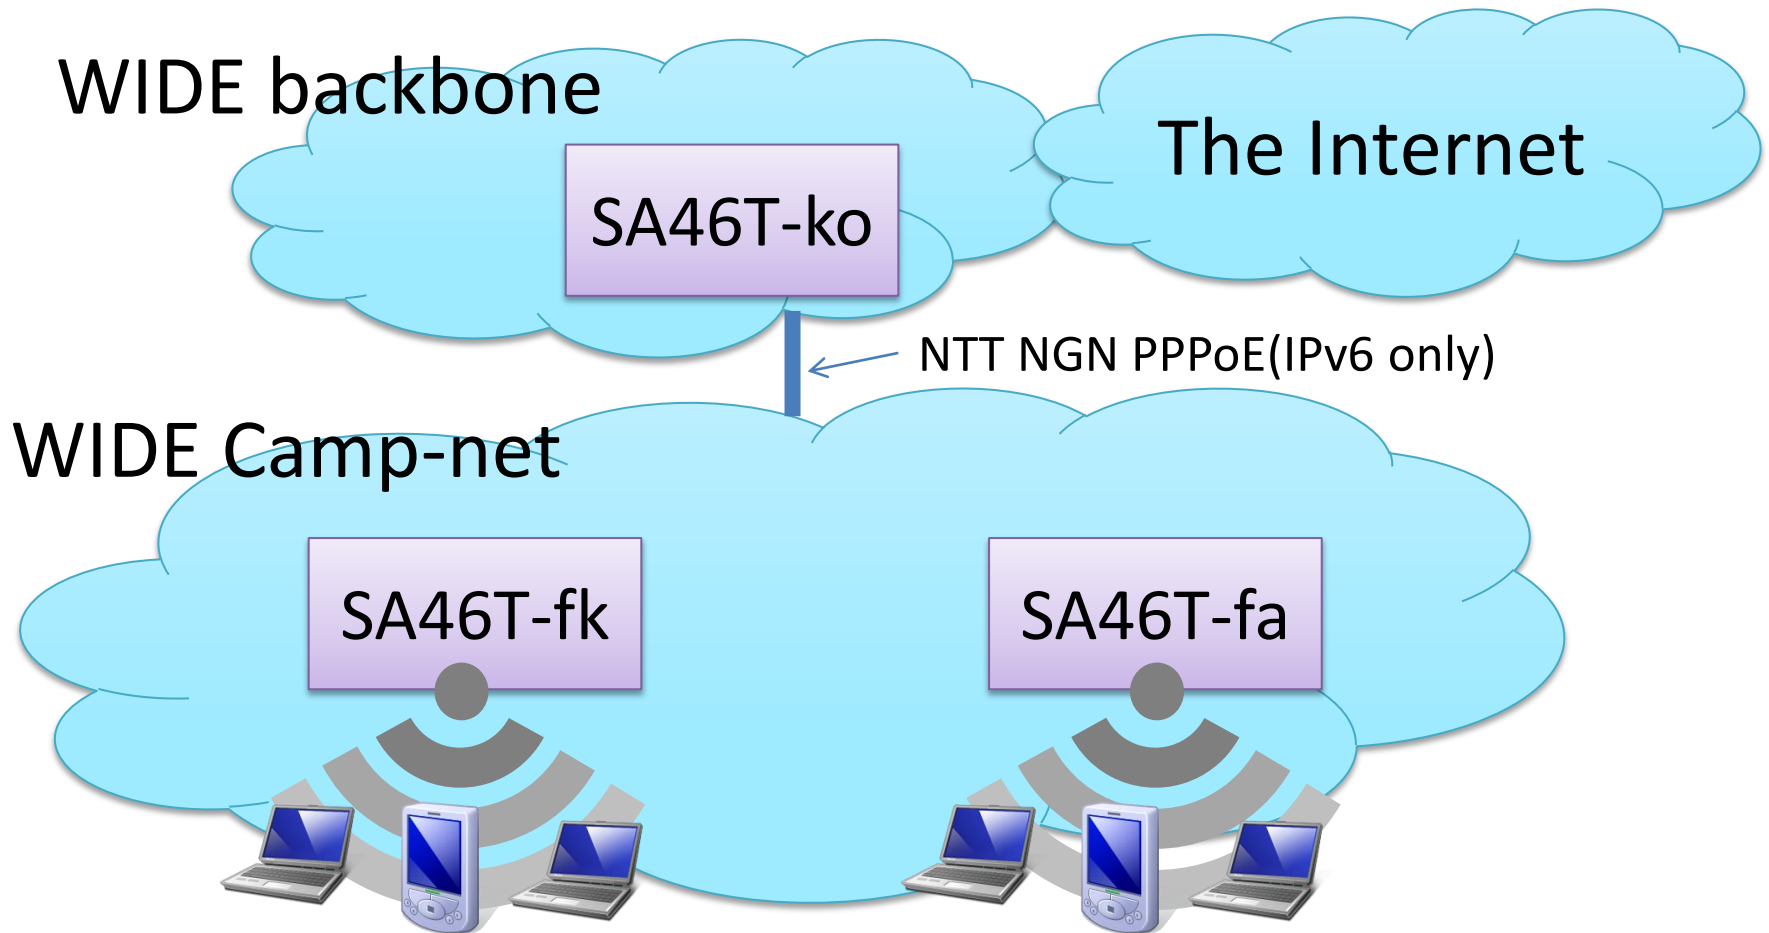 WIDE backbone
The Internet
SA46T-ko
NTT NGN PPPoE(IPv6 only)
WIDE Camp-net
SA46T-fk
SA46T-fa